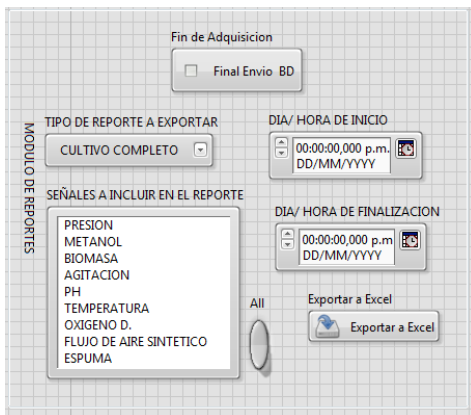 Fin de Adquisicion
Final Envio BD
MODULO DE REPORTES
TIPO DE REPORTE A EXPORTAR
CULTIVO COMPLETO
DIA/ HORA DE INICIO
00:00:00,000 p.m.
DD/MM/YYYY
SEÑALES A INCLUIR EN EL REPORTE
PRESION
METANOL
BIOMASA
AGITACION
PH
TEMPERATURA
OXIGENO D.
FLUJO DE AIRE SINTETICO
ESPUMA
All
DIA/ HORA DE FINALIZACION
00:00:00,000 p.m
DD/MM/YYYY
Exportar a Excel
Exportar a Excel